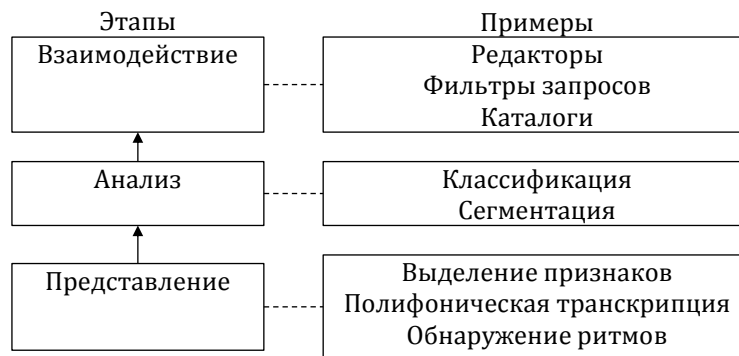 Этапы
Примеры
Взаимодействие
Редакторы
Фильтры запросов
Каталоги
Анализ
Классификация
Сегментация
Представление
Выделение признаков
Полифоническая транскрипция
Обнаружение ритмов